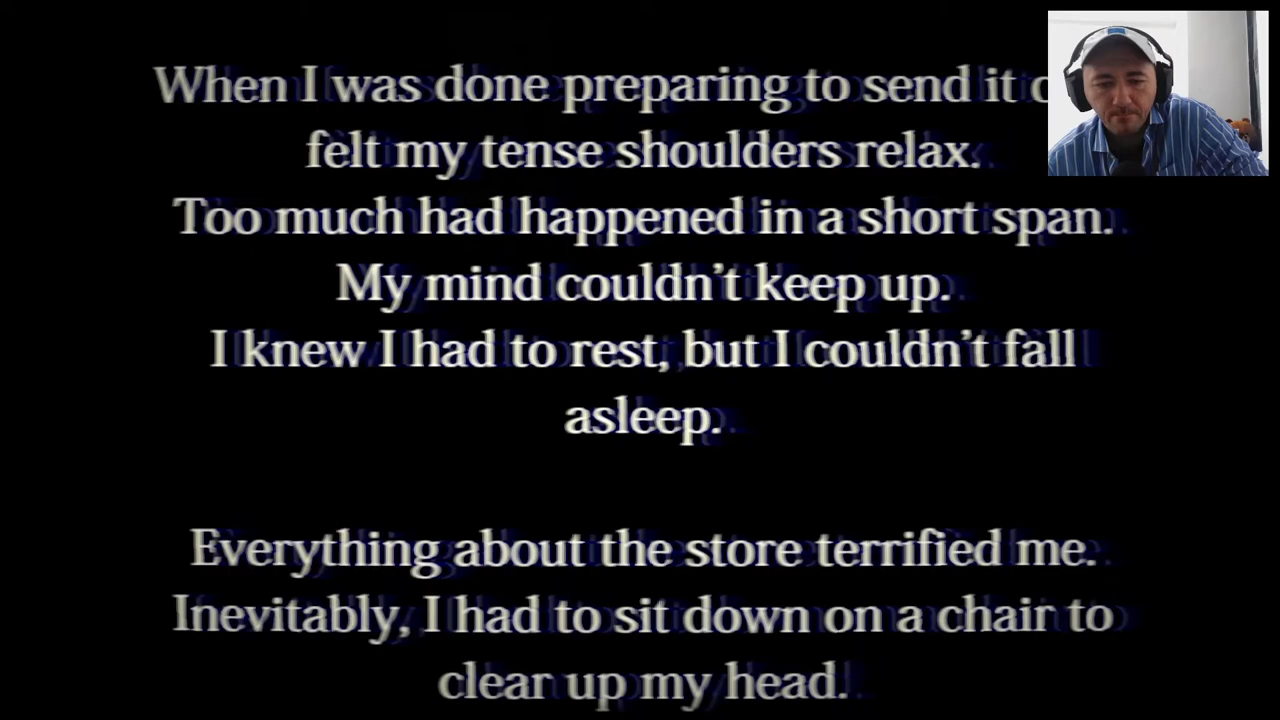 When I was done preparing to send it
felt my tense shoulders relax.
Too much had happened in a short span.
My mind couldn't keep up.
I knew I had to rest, but I couldn't fall
asleep.
Everything about the store terrified me.
Inevitably, I had to sit down on a chair to
clear up my head.